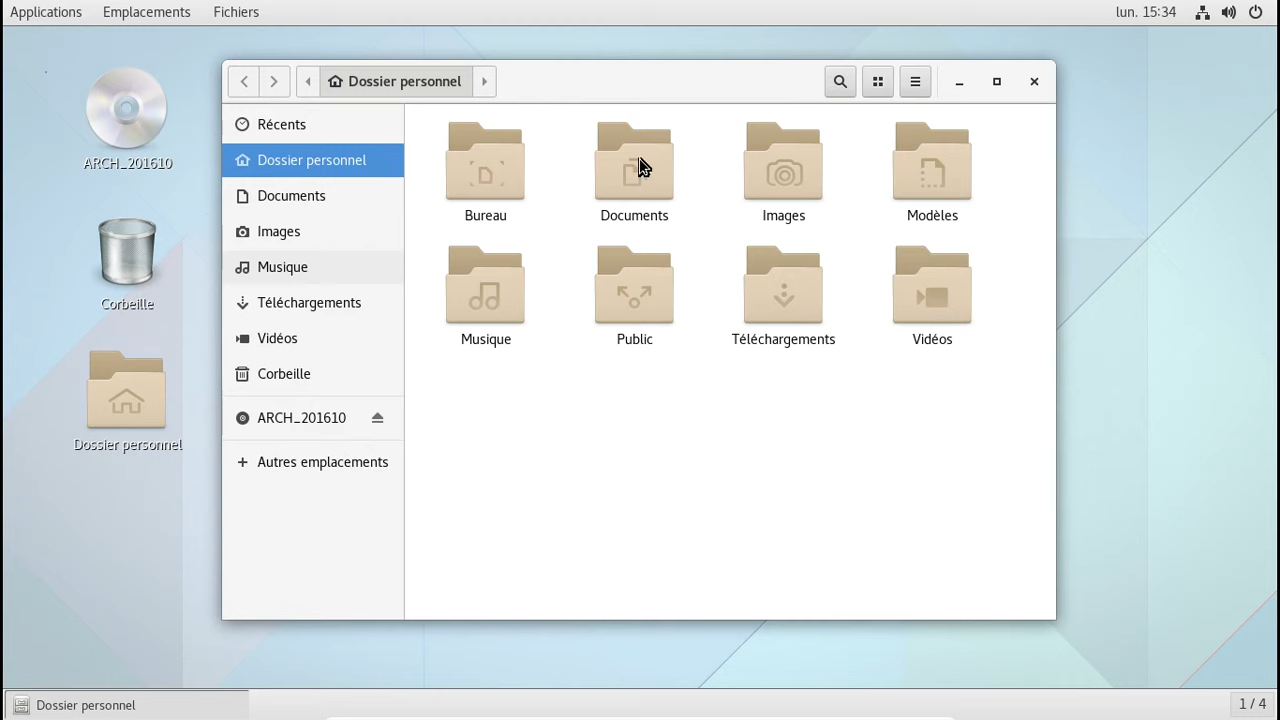 Applications Emplacements Fichiers lun. 15:34
ARCH_201610
Corbeille
Dossier personnel
Dossier personnel
Récents
Dossier personnel
Documents
Images
Musique
Téléchargements
Vidéos
Corbeille
ARCH_201610
Autres emplacements
Bureau Documents Images Modèles
Musique Public Téléchargements Vidéos
Dossier personnel 1 / 4